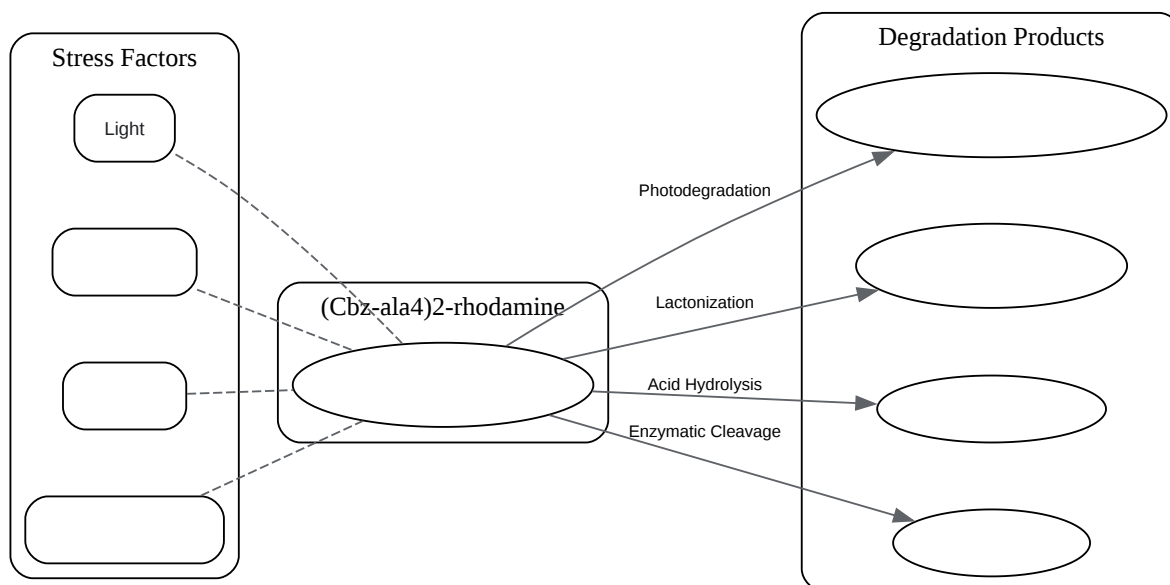 Stress Factors
Light
(Cbz-ala4)2-rhodamine
Photodegradation
Lactonization
Acid Hydrolysis
Enzymatic Cleavage
Degradation Products